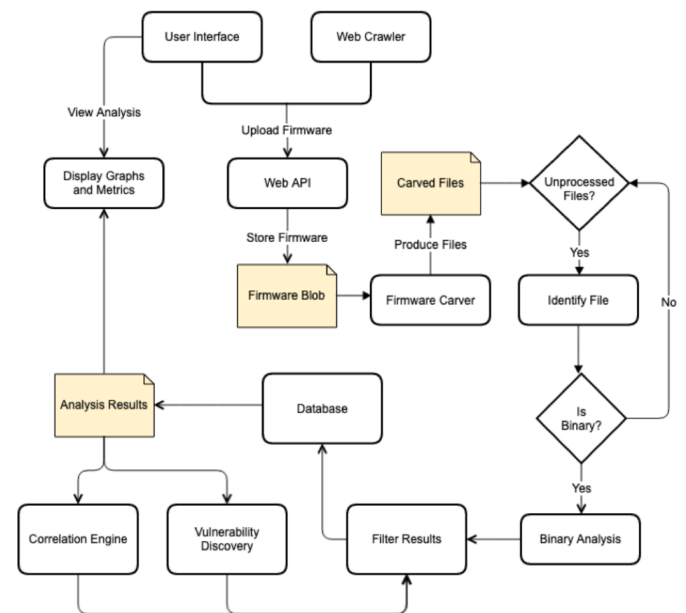 User Interface
Web Crawler
View Analysis
Upload Firmware
Display Graphs
and Metrics
Web API
Carved Files
Unprocessed
Files?
Store Firmware
Produce Files
Yes
Firmware Blob
Firmware Carver
Identify File
No
Analysis Results
Database
Is
Binary?
Yes
Correlation Engine
Vulnerability
Discovery
Filter Results
Binary Analysis